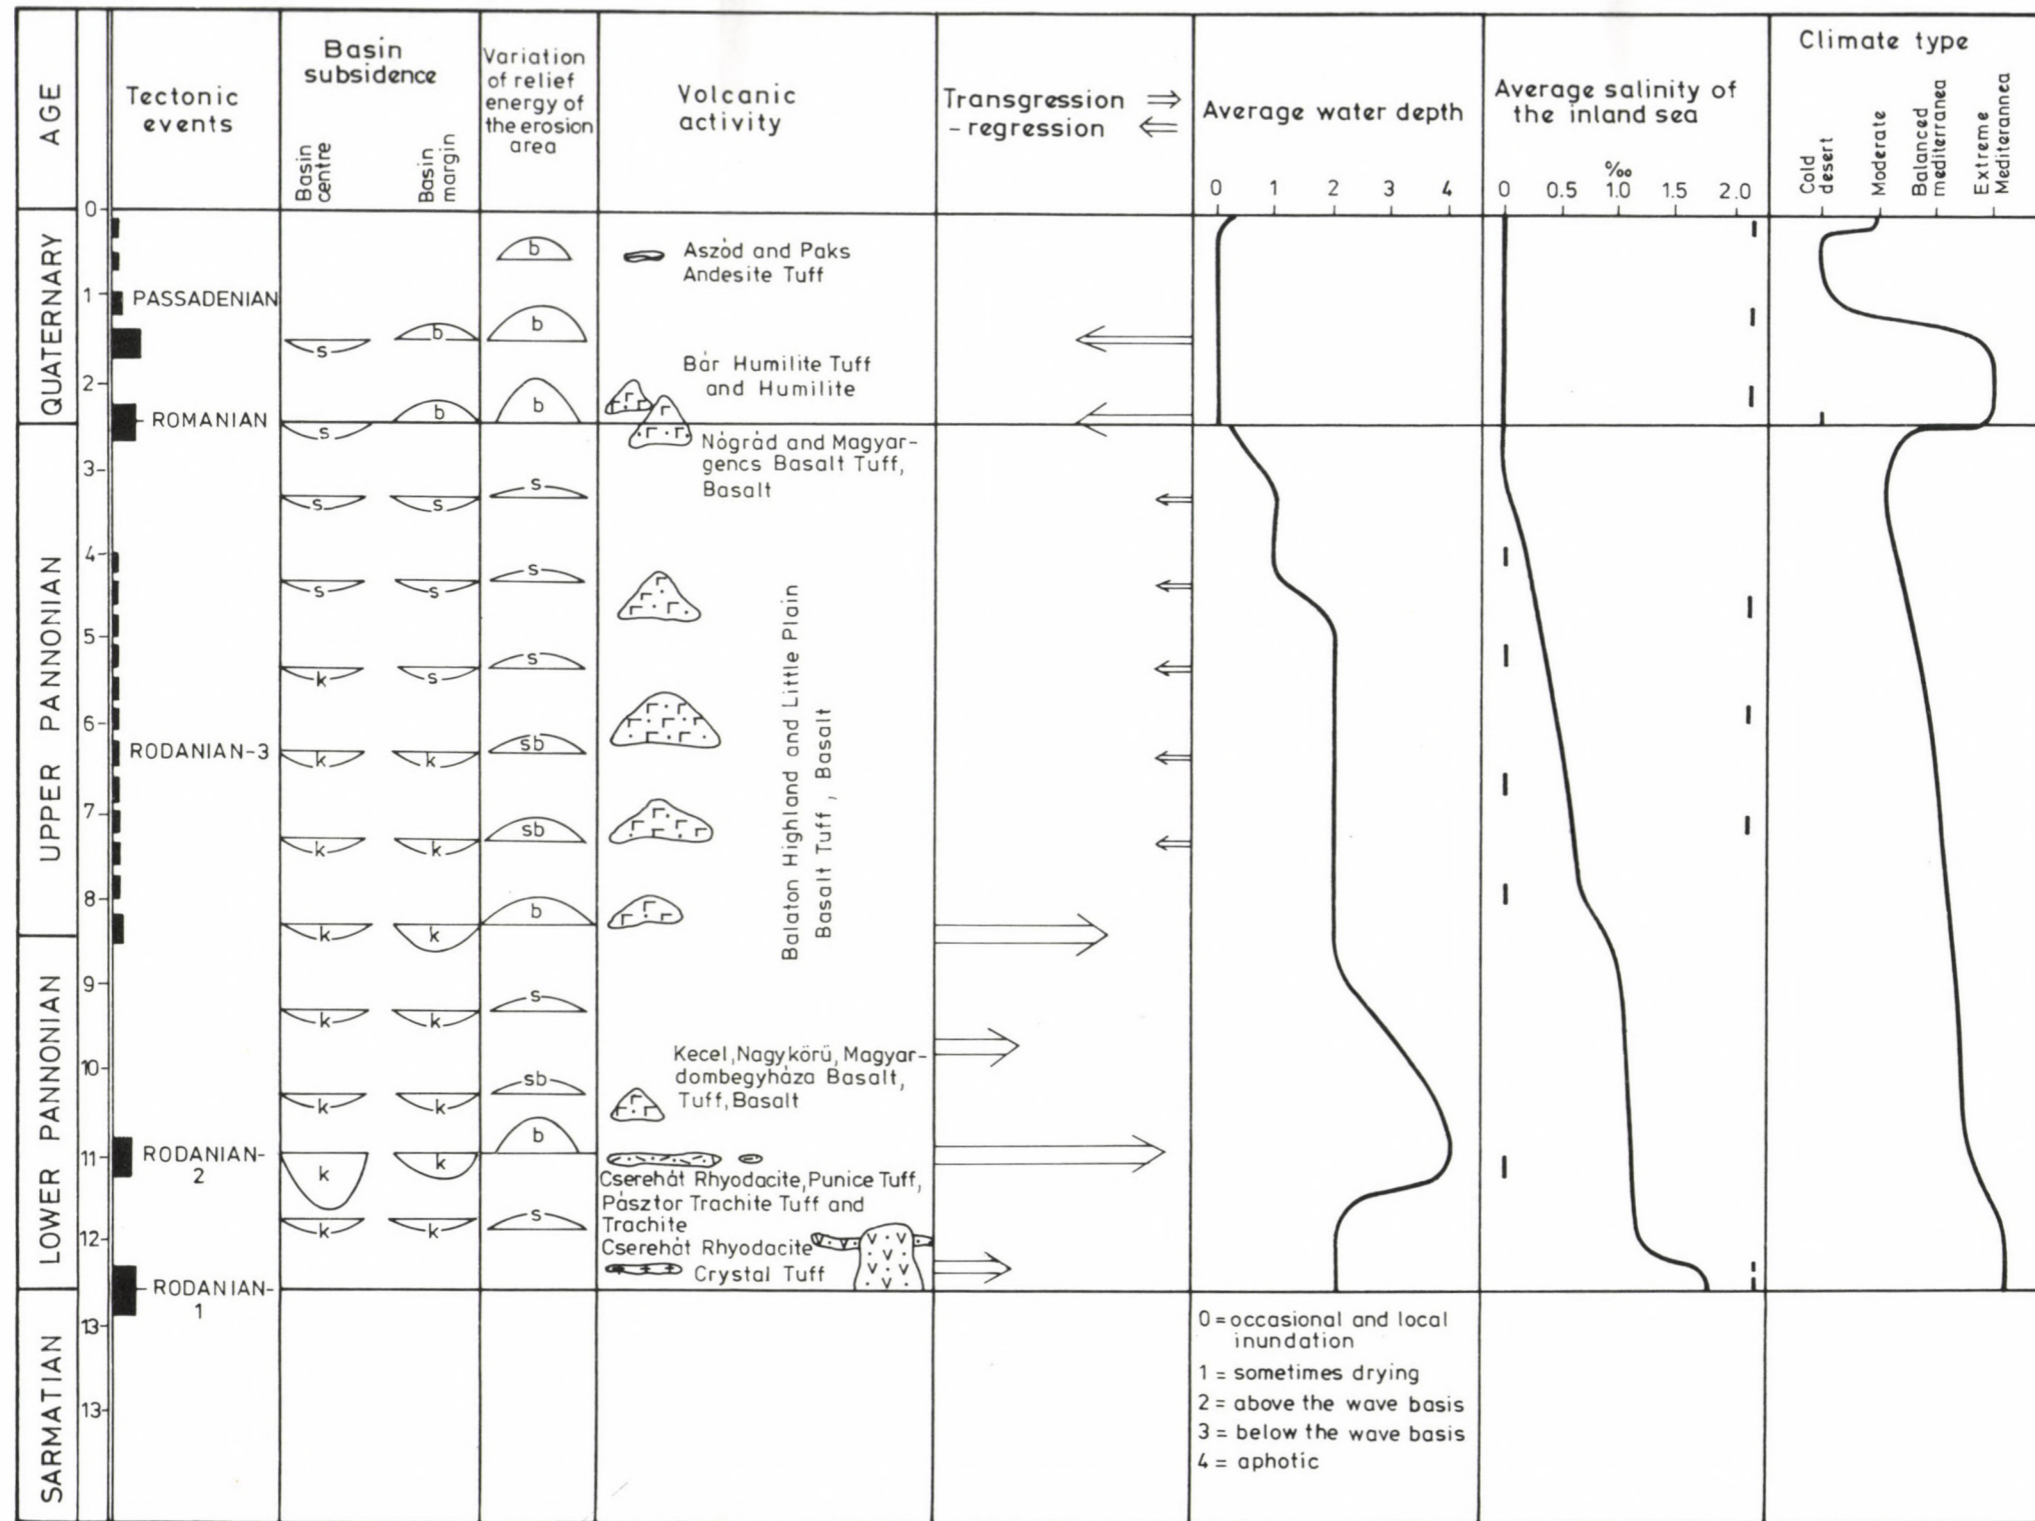 AGE
Tectonic
events
Basin
subsidence
Basin
centre
Basin
margin
Variation
of relief
energy of
the erosion
area
Volcanic
activity
Transgression ⇒
-regression ⇐
Average water depth
0 1 2 3 4
Average salinity of
the inland sea
‰
0 0.5 1.0 1.5 2.0
Climate type
Cold
desert
Moderate
Balanced
mediterranea
Extreme
Mediterannea
QUATERNARY
UPPER PANNONIAN
LOWER PANNONIAN
SARMATIAN
0
1
2
3
4
5
6
7
8
9
10
11
12
13
13
PASSADENIAN
ROMANIAN
RODANIAN-3
RODANIAN-
2
RODANIAN-
1
b
b
s b
b
s b
s s s
s s s
k s s
k k sb
k k sb
k k b
k k s
k k sb
k k b
k k s
Aszód and Paks
Andesite Tuff
Bár Humilite Tuff
and Humilite
Nógrád and Magyar-
gencs Basalt Tuff,
Basalt
Balaton Highland and Little Plain
Basalt Tuff, Basalt
Kecel, Nagykörü, Magyar-
dombegyháza Basalt,
Tuff, Basalt
Cserehát Rhyodacite, Punice Tuff,
Pásztor Trachite Tuff and
Trachite
Cserehát Rhyodacite
Crystal Tuff
0 = occasional and local
inundation
1 = sometimes drying
2 = above the wave basis
3 = below the wave basis
4 = aphotic